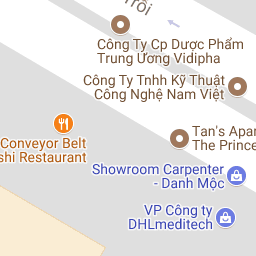 Trỗi
Công Ty Cp Dược Phẩm
Trung Ương Vidipha
Công Ty Tnhh Kỹ Thuật
Công Nghệ Nam Việt
Tan's Apar
The Prince
Conveyor Belt
shi Restaurant
Showroom Carpenter
- Danh Mộc
VP Công ty
DHLmeditech